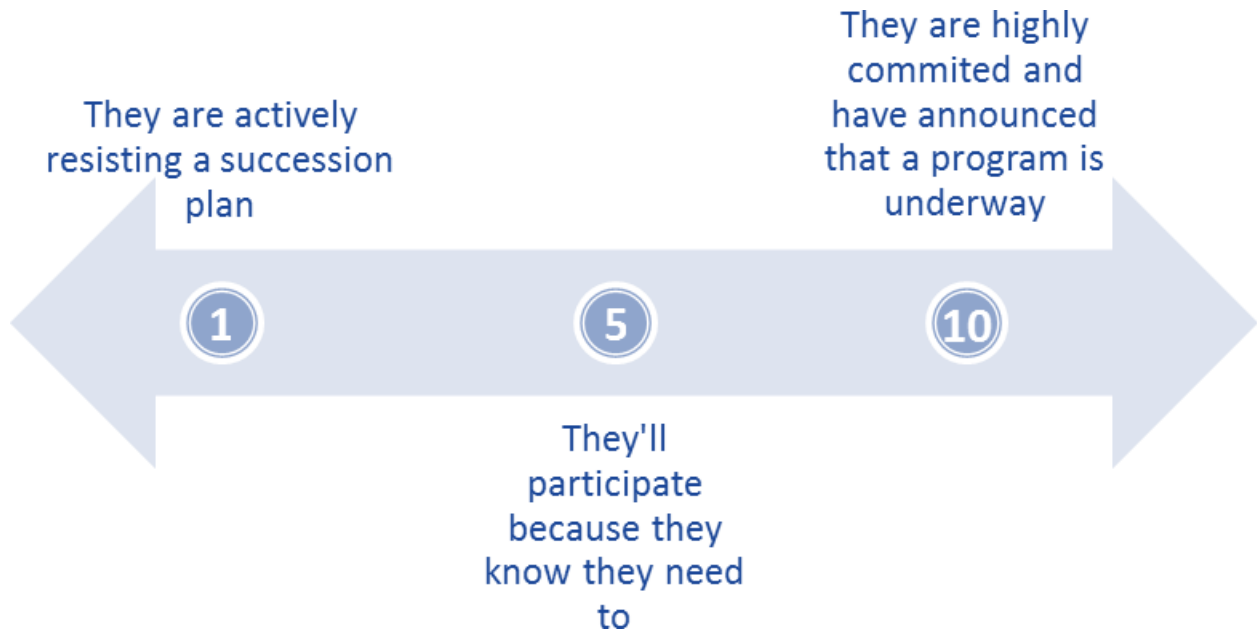 They are actively
resisting a succession
plan
They are highly
commited and
have announced
that a program is
underway
1
5
10
They'll
participate
because they
know they need
to